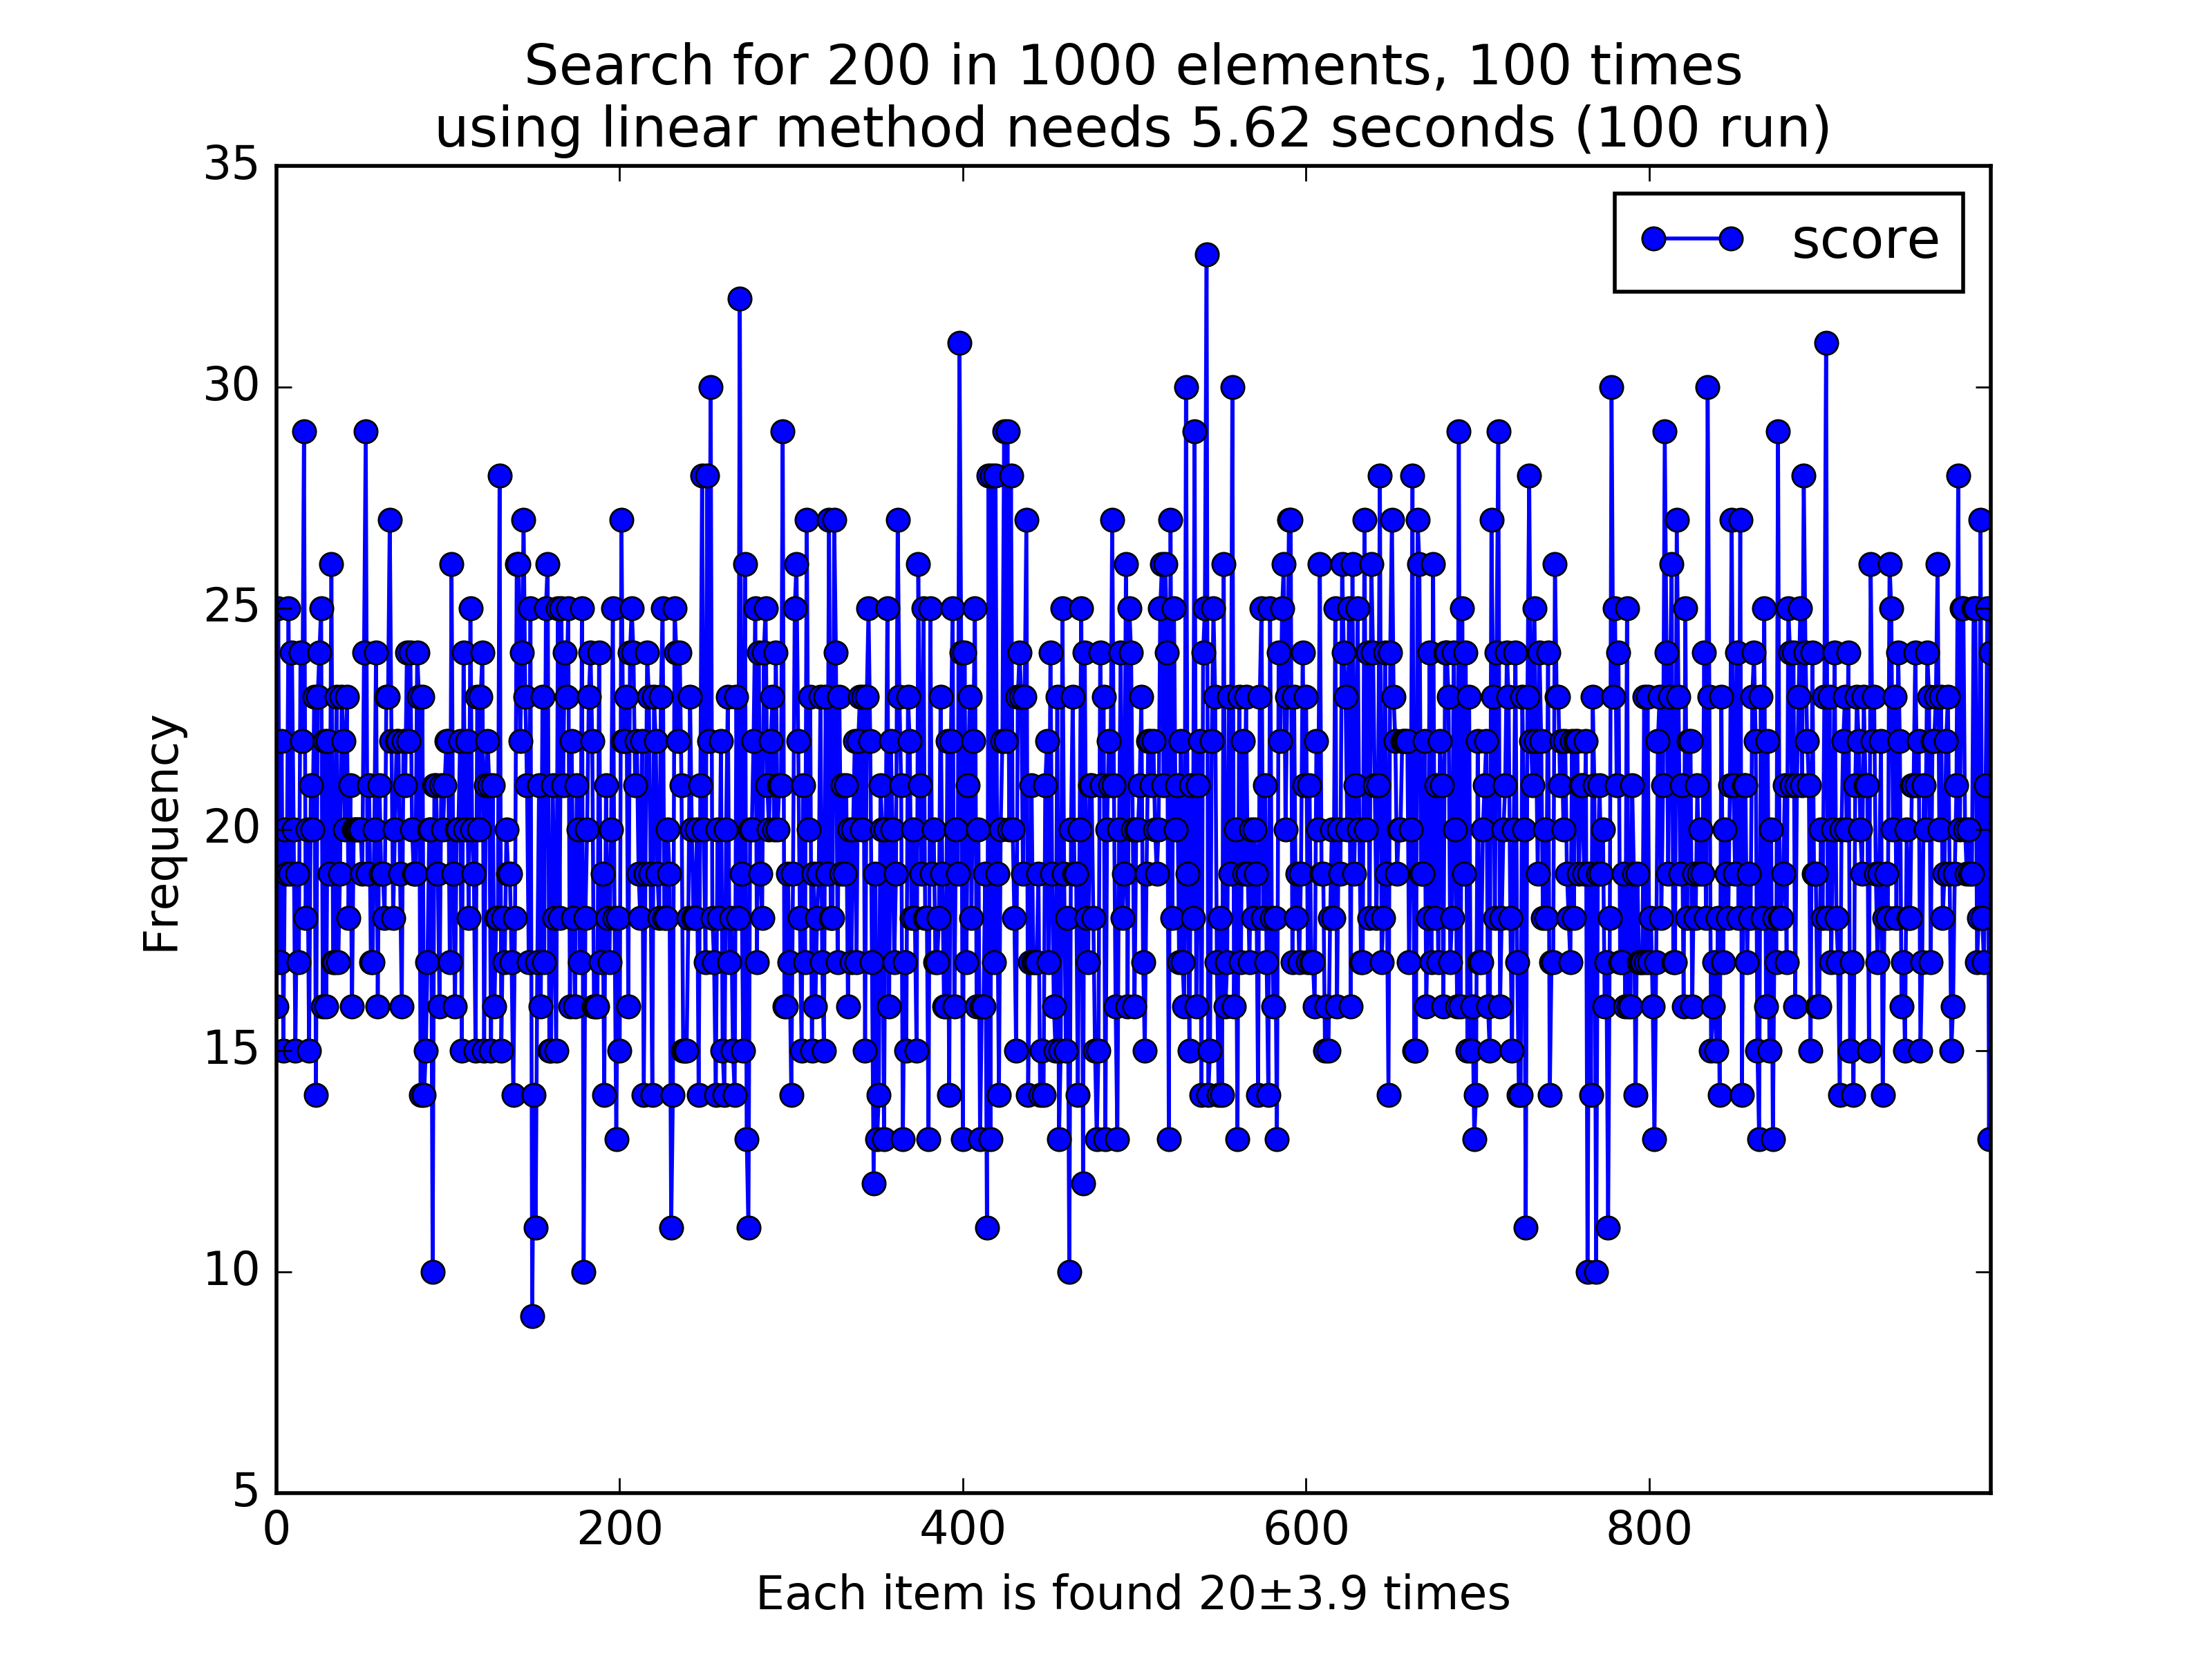 Search for 200 in 1000 elements, 100 times
using linear method needs 5.62 seconds (100 run)
35
score
30
25
20
15
10
5
Frequency
0 200 400 600 800
Each item is found 20±3.9 times